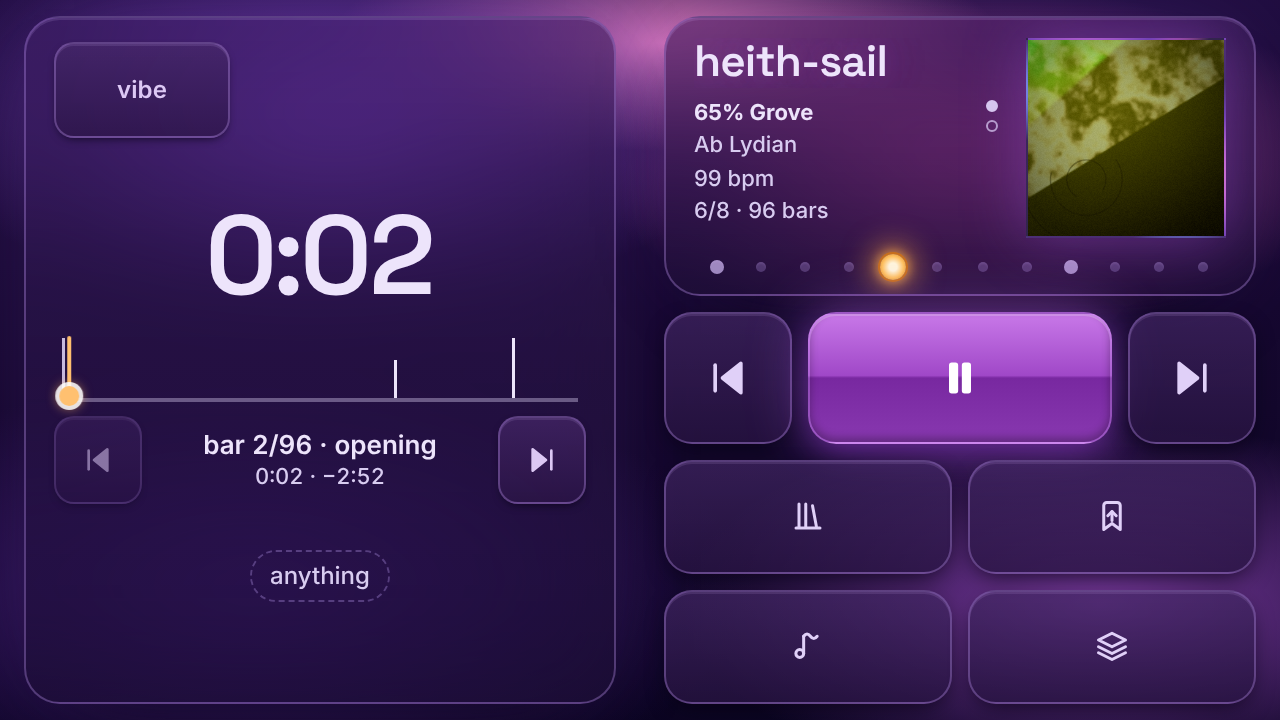 vibe
0:02
bar 2/96 · opening
0:02 · −2:52
anything
heith-sail
65% Grove
Ab Lydian
99 bpm
6/8 · 96 bars